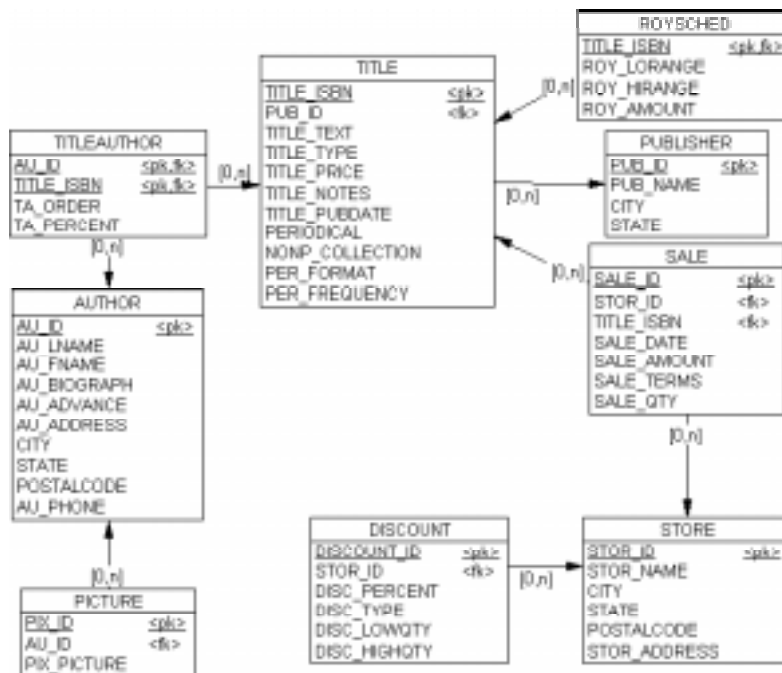 ROYSCHED
TITLE_ISBN <pk,fk>
ROY_LORANGE
ROY_HIRANGE
ROY_AMOUNT
[0,n]
TITLE
TITLE_ISBN <pk>
PUB_ID <fk>
TITLE_TEXT
TITLE_TYPE
TITLE_PRICE
TITLE_NOTES
TITLE_PUBDATE
PERIODICAL
NONP_COLLECTION
PER_FORMAT
PER_FREQUENCY
TITLEAUTHOR
AU_ID <pk,fk>
TITLE_ISBN <pk,fk>
TA_ORDER
TA_PERCENT
[0,n]
[0,n]
PUBLISHER
PUB_ID <pk>
PUB_NAME
CITY
STATE
[0,n]
SALE
SALE_ID <pk>
STOR_ID <fk>
TITLE_ISBN <fk>
SALE_DATE
SALE_AMOUNT
SALE_TERMS
SALE_QTY
[0,n]
[0,n]
AUTHOR
AU_ID <pk>
AU_LNAME
AU_FNAME
AU_BIOGRAPH
AU_ADVANCE
AU_ADDRESS
CITY
STATE
POSTALCODE
AU_PHONE
[0,n]
PICTURE
PIX_ID <pk>
AU_ID <fk>
PIX_PICTURE
DISCOUNT
DISCOUNT_ID <pk>
STOR_ID <fk>
DISC_PERCENT
DISC_TYPE
DISC_LOWQTY
DISC_HIGHQTY
[0,n]
STORE
STOR_ID <pk>
STOR_NAME
CITY
STATE
POSTALCODE
STOR_ADDRESS